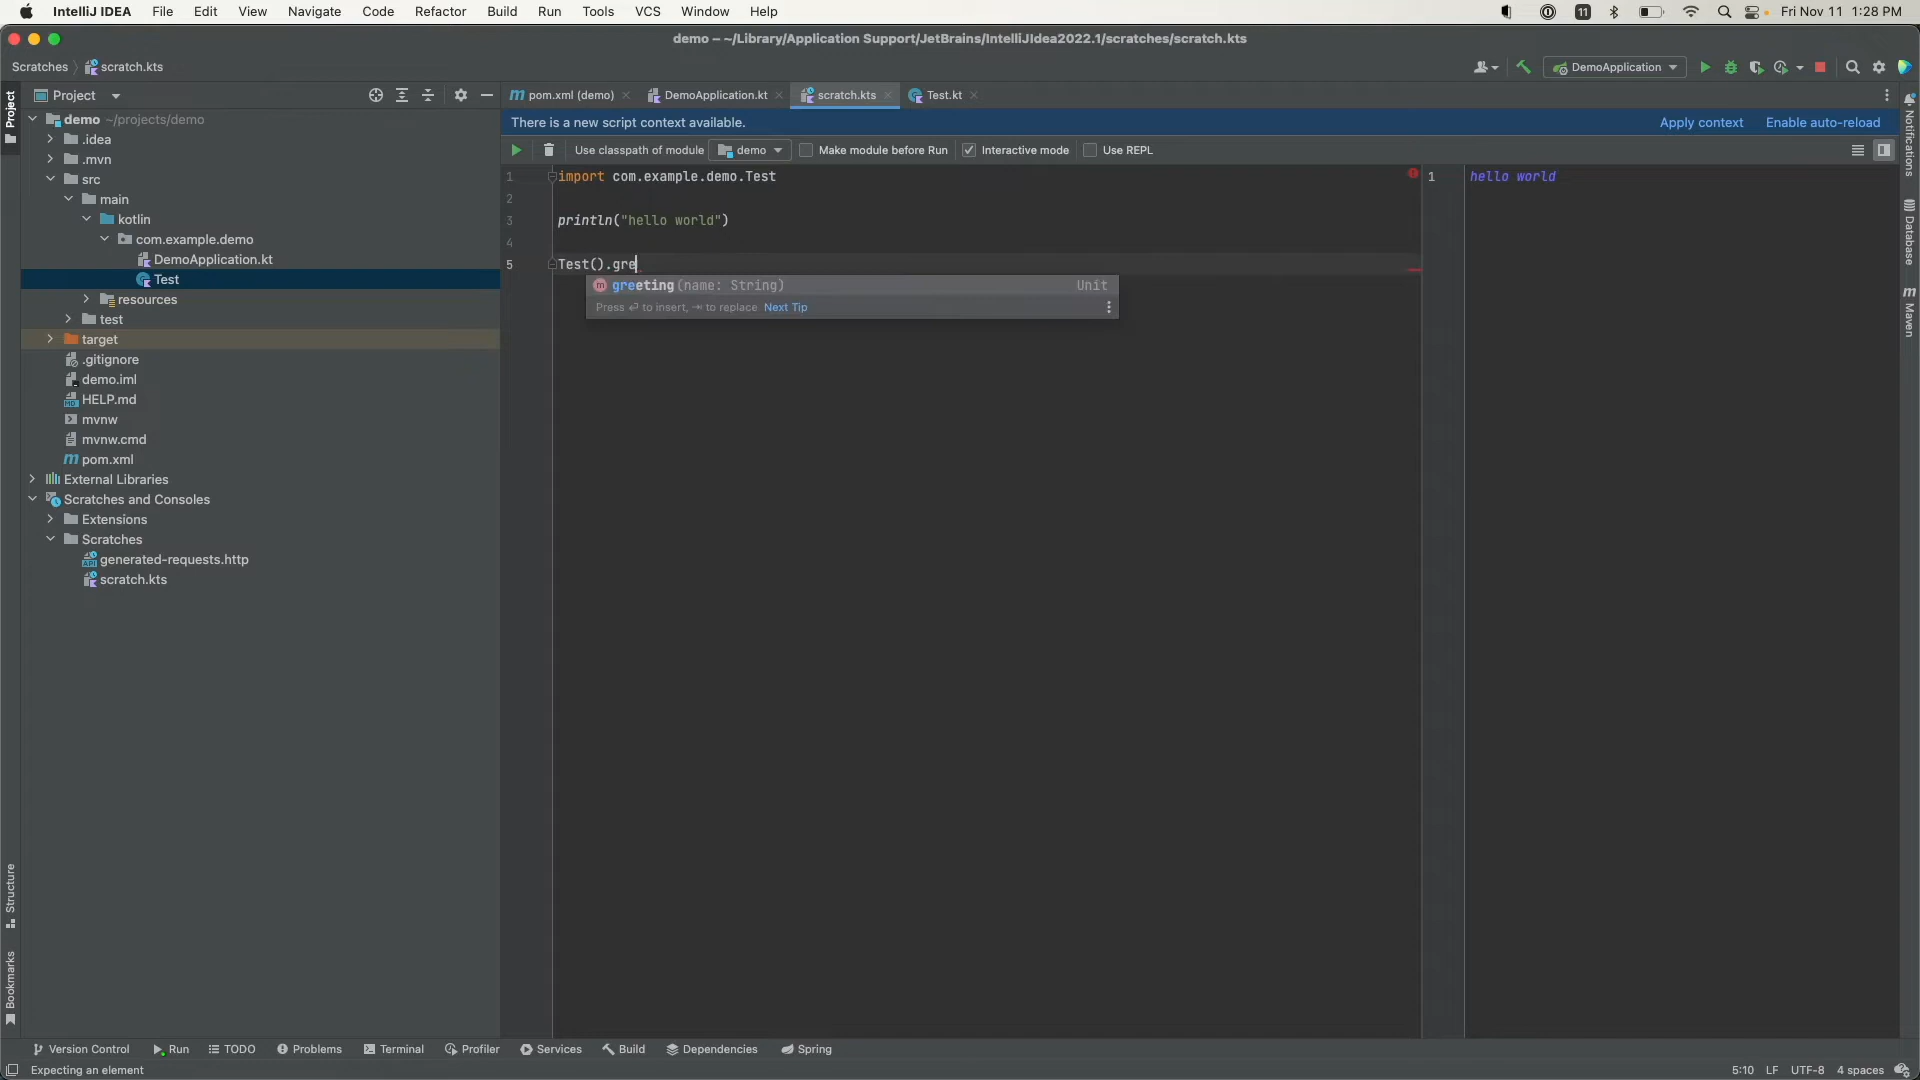 IntelliJ IDEA File Edit View Navigate Code Refactor Build Run Tools VCS Window Help 11 Fri Nov 11 1:28 PM
demo – ~/Library/Application Support/JetBrains/IntelliJIdea2022.1/scratches/scratch.kts
Scratches scratch.kts DemoApplication
Project
Project
pom.xml (demo) DemoApplication.kt scratch.kts Test.kt
There is a new script context available. Apply context Enable auto-reload
Use classpath of module demo Make module before Run Interactive mode Use REPL
demo ~/projects/demo
.idea
.mvn
src
main
kotlin
com.example.demo
DemoApplication.kt
Test
resources
test
target
.gitignore
demo.iml
HELP.md
mvnw
mvnw.cmd
pom.xml
External Libraries
Scratches and Consoles
Extensions
Scratches
generated-requests.http
scratch.kts
1 import com.example.demo.Test
2
3 println("hello world")
4
5 Test().gre
m greeting(name: String) Unit
Press ⏎ to insert, ⇥ to replace Next Tip
1 hello world
Notifications
Database
m Maven
Structure
Bookmarks
Version Control Run TODO Problems Terminal Profiler Services Build Dependencies Spring
Expecting an element 5:10 LF UTF-8 4 spaces